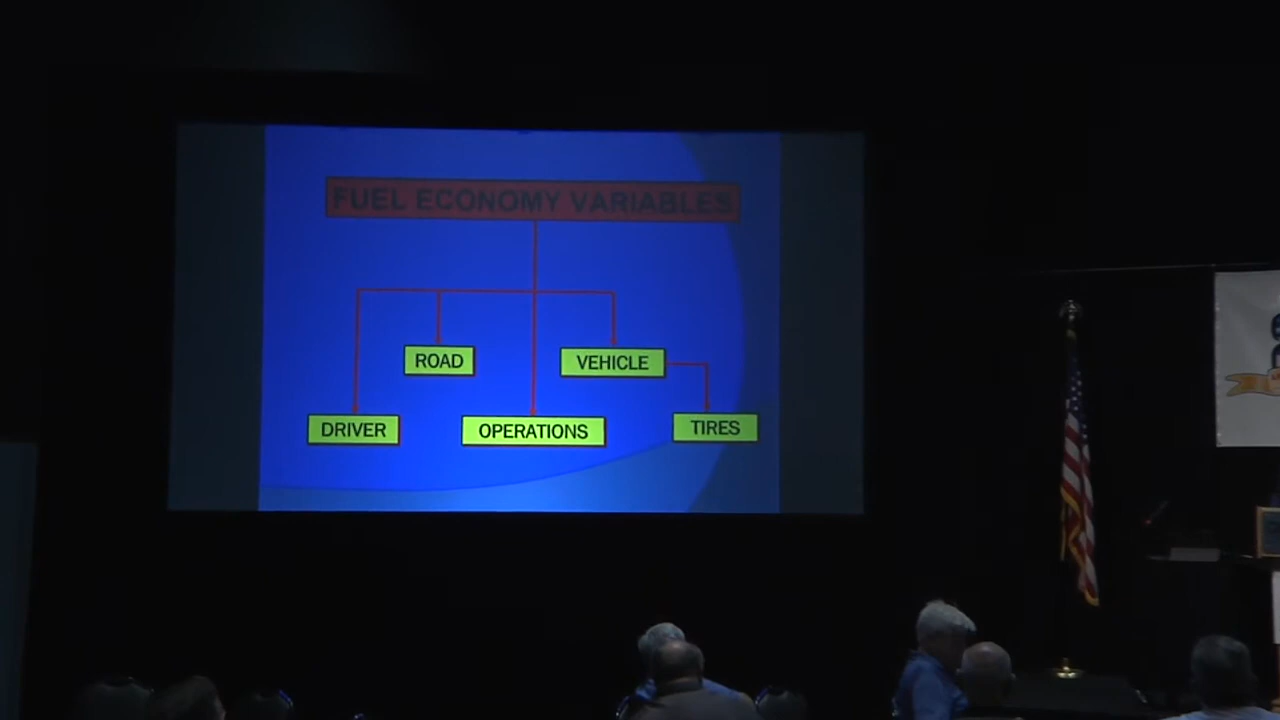 FUEL ECONOMY VARIABLES
ROAD
VEHICLE
DRIVER
OPERATIONS
TIRES